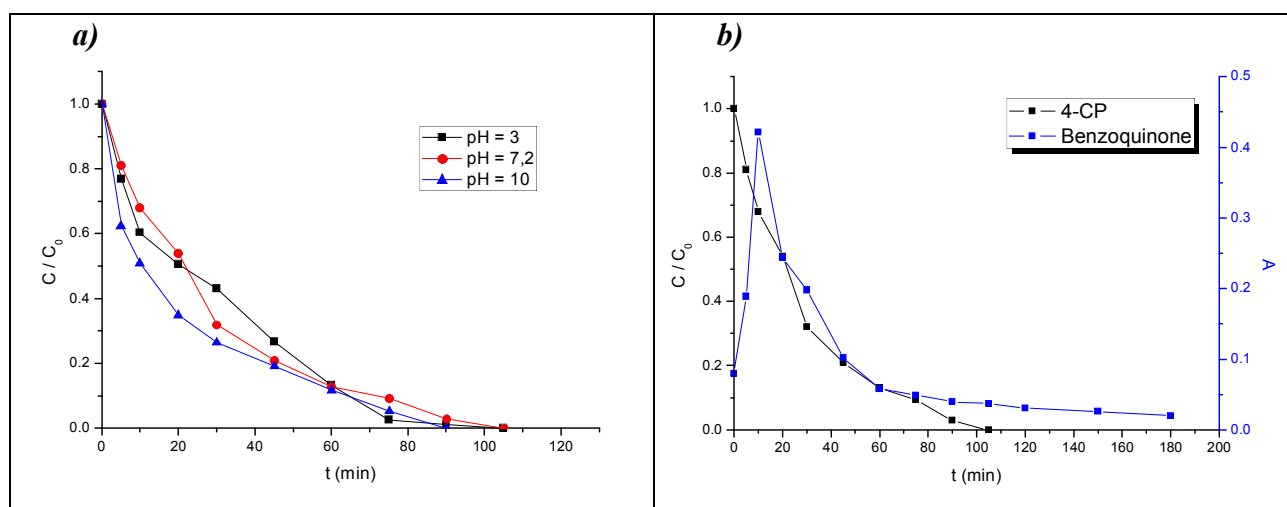 a)
1.0
0.8
0.6
0.4
0.2
0.0
C / C0
pH = 3
pH = 7,2
pH = 10
0 20 40 60 80 100 120
t (min)
b)
1.0
0.8
0.6
0.4
0.2
0.0
C / C0
4-CP
Benzoquinone
0.5
0.4
0.3
0.2
0.1
0.0
A
0 20 40 60 80 100 120 140 160 180 200
t (min)